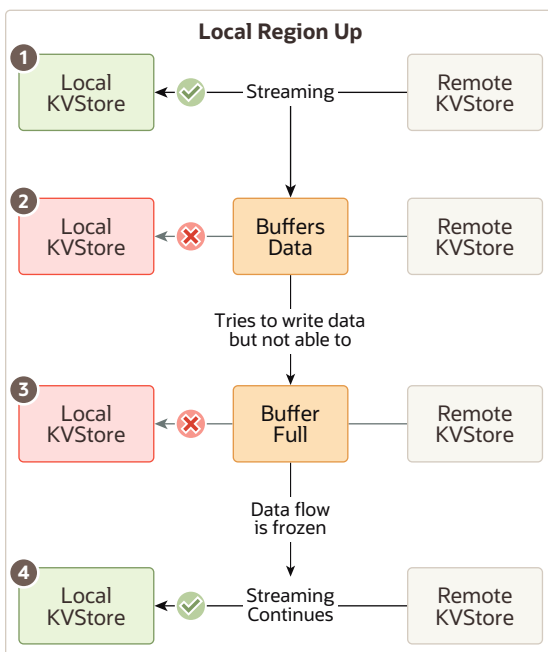 Local Region Up
1
Local
KVStore
Streaming
Remote
KVStore
2
Local
KVStore
Buffers
Data
Remote
KVStore
Tries to write data
but not able to
3
Local
KVStore
Buffer
Full
Remote
KVStore
Data flow
is frozen
4
Local
KVStore
Streaming
Continues
Remote
KVStore